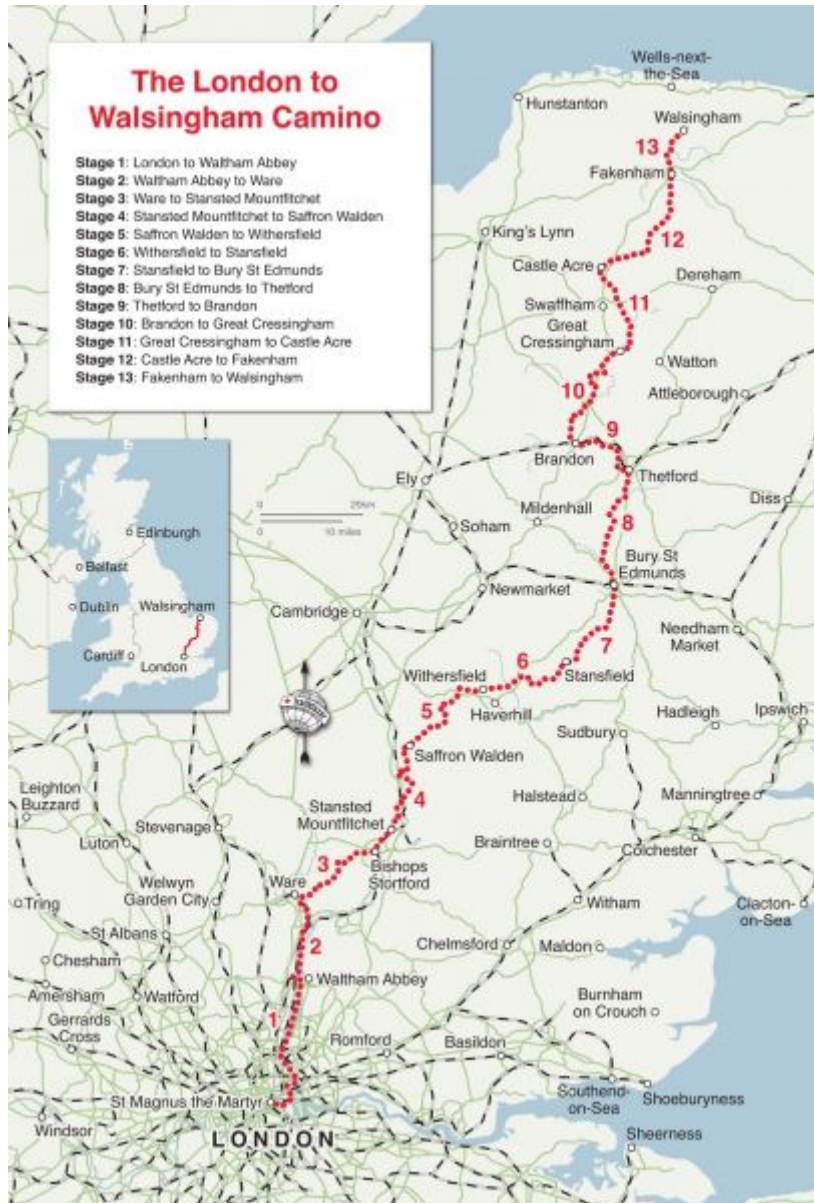 The London to
Walsingham Camino
Stage 1: London to Waltham Abbey
Stage 2: Waltham Abbey to Ware
Stage 3: Ware to Stansted Mountfitchet
Stage 4: Stansted Mountfitchet to Saffron Walden
Stage 5: Saffron Walden to Withersfield
Stage 6: Withersfield to Stansfield
Stage 7: Stansfield to Bury St Edmunds
Stage 8: Bury St Edmunds to Thetford
Stage 9: Thetford to Brandon
Stage 10: Brandon to Great Cressingham
Stage 11: Great Cressingham to Castle Acre
Stage 12: Castle Acre to Fakenham
Stage 13: Fakenham to Walsingham
Wells-next-
the-Sea
Hunstanton
Walsingham
13
Fakenham
King's Lynn
12
Castle Acre
Dereham
Swaffham
11
Great
Cressingham
Watton
10
Attleborough
9
Brandon
Thetford
Ely
0 20km
0 10 miles
Mildenhall
Diss
Soham
8
Bury St
Edmunds
Newmarket
Cambridge
Needham
Market
7
6
Withersfield
Stansfield
5
Haverhill
Hadleigh
Ipswich
Sudbury
Saffron Walden
4
Halstead
Manningtree
Stansted
Mountfitchet
Leighton
Buzzard
Stevenage
Luton
Braintree
Colchester
3
Bishops
Stortford
Ware
Welwyn
Garden City
Witham
Clacton-
on-Sea
Tring
St Albans
2
Chelmsford
Maldon
Chesham
Waltham Abbey
Amersham
Watford
Burnham
on Crouch
1
Gerrards
Cross
Romford
Basildon
St Magnus the Martyr
Southend-
on-Sea
Shoeburyness
Windsor
LONDON
Sheerness
Edinburgh
Belfast
Dublin
Walsingham
Cardiff
London